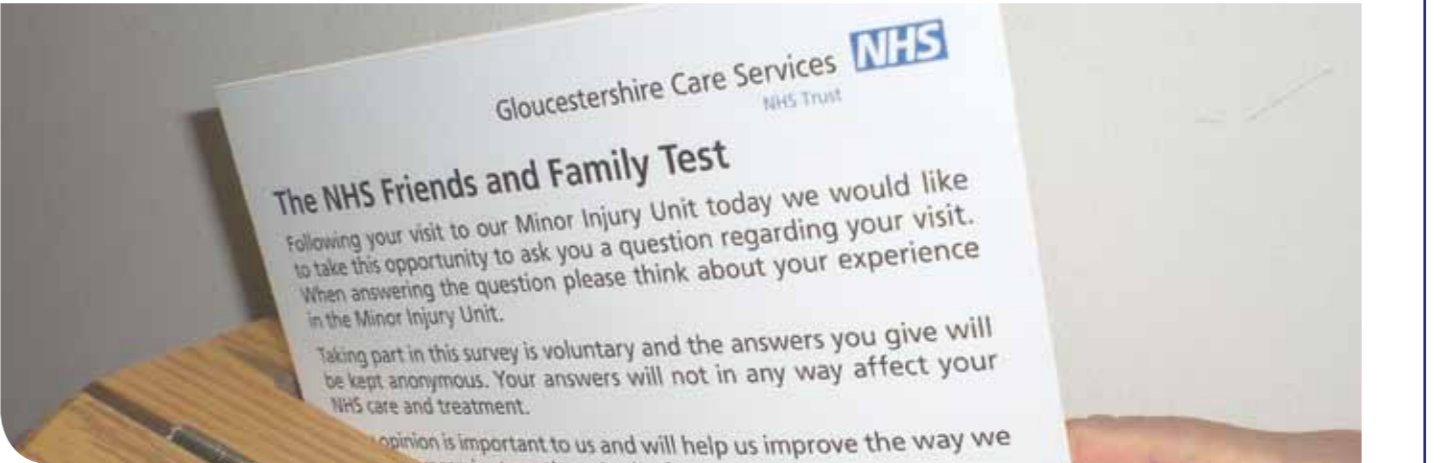 Gloucestershire Care Services NHS
NHS Trust
The NHS Friends and Family Test
Following your visit to our Minor Injury Unit today we would like
to take this opportunity to ask you a question regarding your visit.
When answering the question please think about your experience
in the Minor Injury Unit.
Taking part in this survey is voluntary and the answers you give will
be kept anonymous. Your answers will not in any way affect your
NHS care and treatment.
opinion is important to us and will help us improve the way we